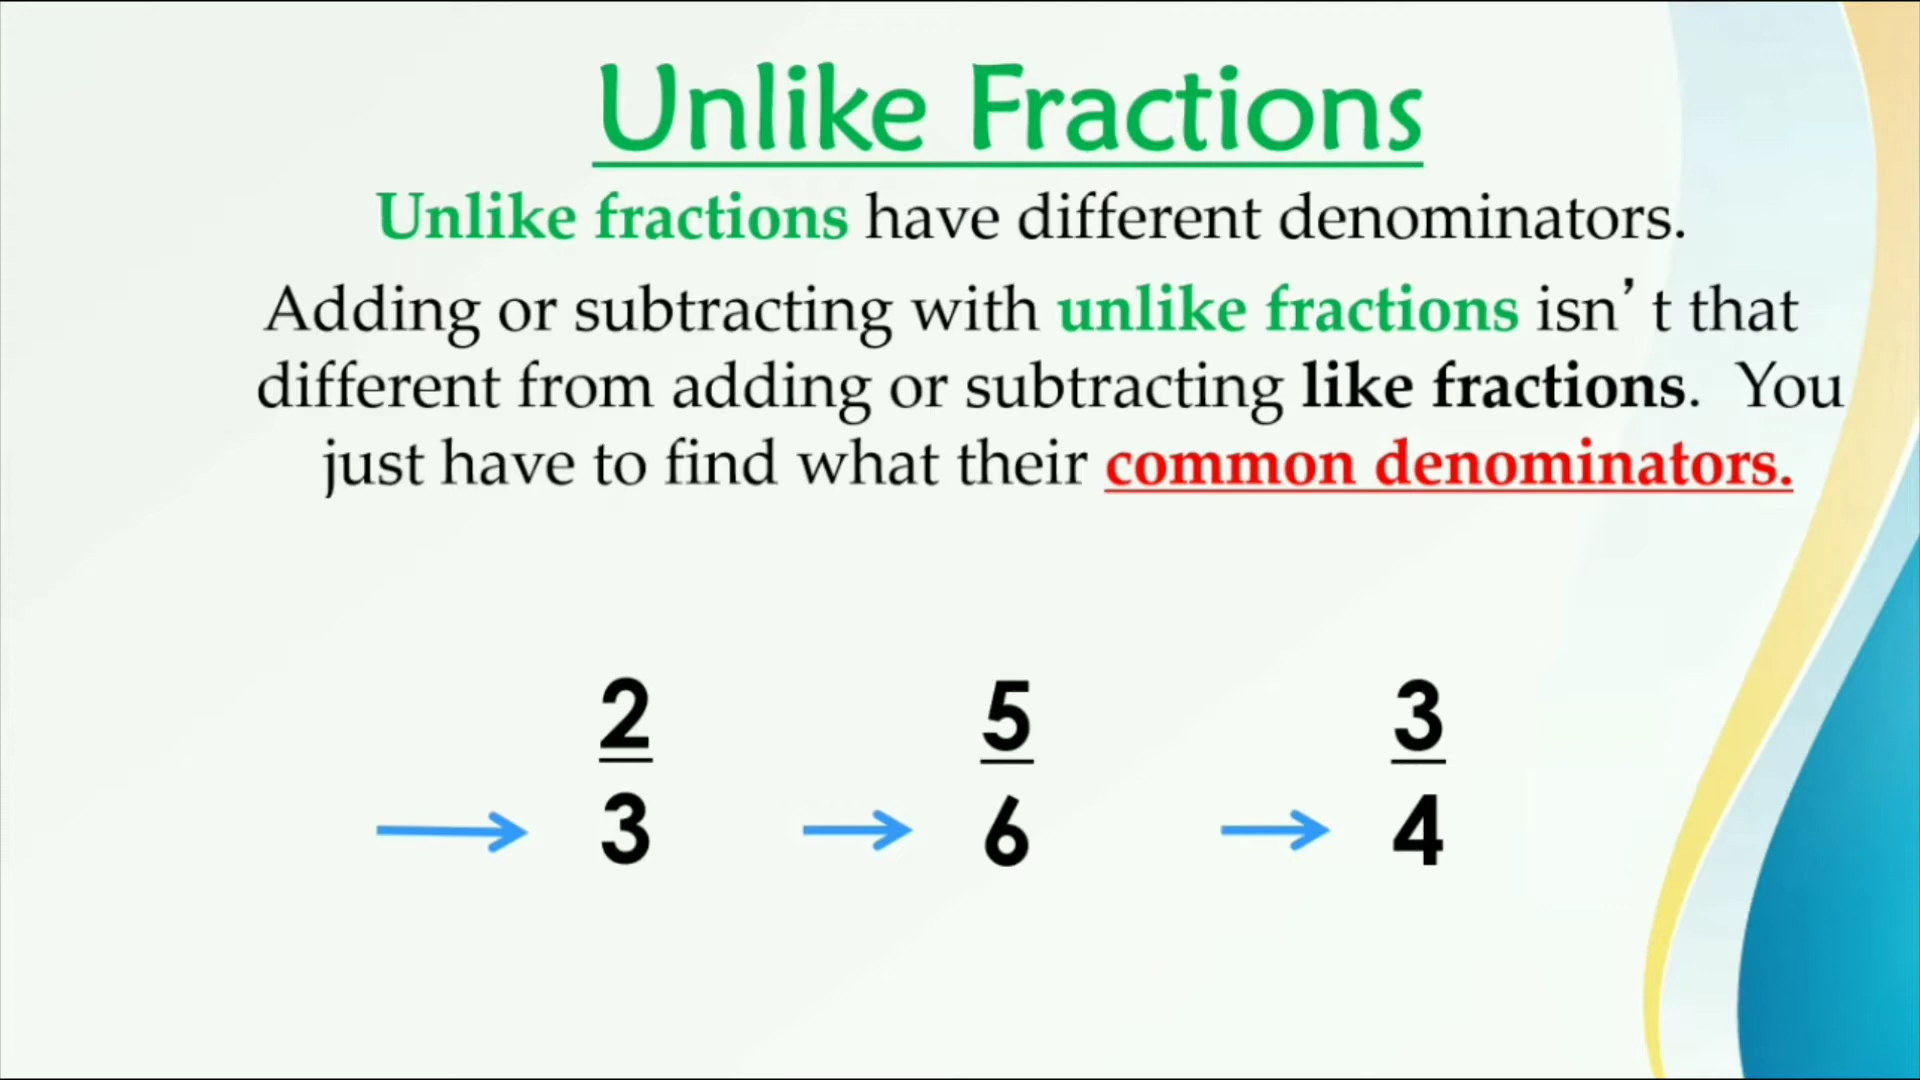 Unlike Fractions
Unlike fractions have different denominators.
Adding or subtracting with unlike fractions isn’t that
different from adding or subtracting like fractions. You
just have to find what their common denominators.
2 5 3
3 6 4